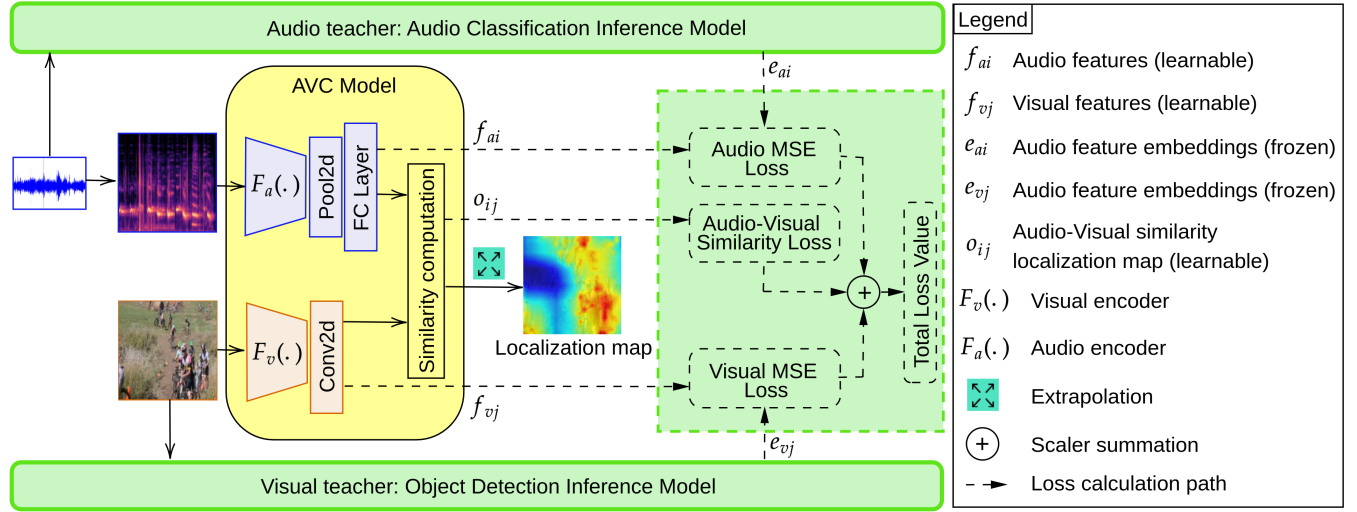 Audio teacher: Audio Classification Inference Model
e_ai
AVC Model
F_a(.)
Pool2d
FC Layer
f_ai
o_ij
Similarity computation
F_v(.)
Conv2d
f_vj
Localization map
Audio MSE
Loss
Audio-Visual
Similarity Loss
+
Total Loss Value
Visual MSE
Loss
e_vj
Visual teacher: Object Detection Inference Model
Legend
f_ai Audio features (learnable)
f_vj Visual features (learnable)
e_ai Audio feature embeddings (frozen)
e_vj Audio feature embeddings (frozen)
o_ij Audio-Visual similarity
localization map (learnable)
F_v(.) Visual encoder
F_a(.) Audio encoder
Extrapolation
+ Scaler summation
Loss calculation path